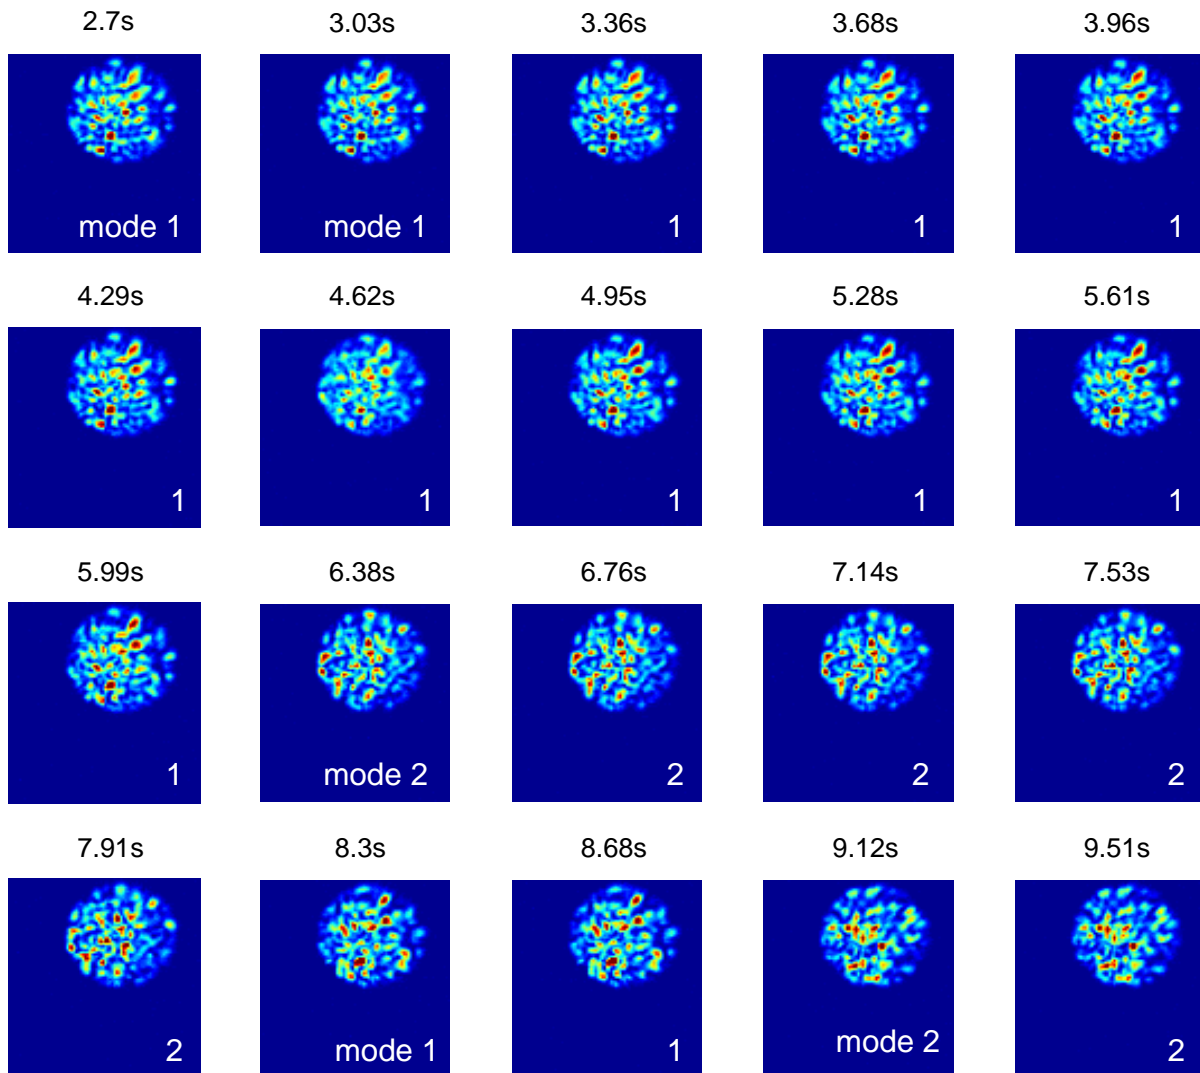 2.7s 3.03s 3.36s 3.68s 3.96s
mode 1 mode 1 1 1 1
4.29s 4.62s 4.95s 5.28s 5.61s
1 1 1 1 1
5.99s 6.38s 6.76s 7.14s 7.53s
1 mode 2 2 2 2
7.91s 8.3s 8.68s 9.12s 9.51s
2 mode 1 1 mode 2 2